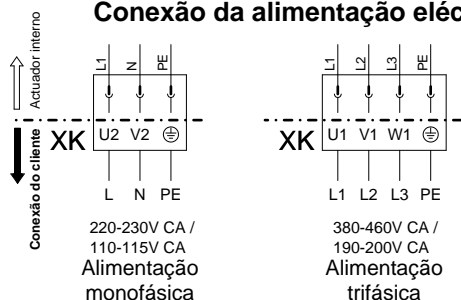 Conexão da alimentação eléc
Actuador interno
Conexão do cliente
L1 N PE
XK U2 V2
L N PE
220-230V CA /
110-115V CA
Alimentação
monofásica
L1 L2 L3 PE
XK U1 V1 W1
L1 L2 L3 PE
380-460V CA /
190-200V CA
Alimentação
trifásica